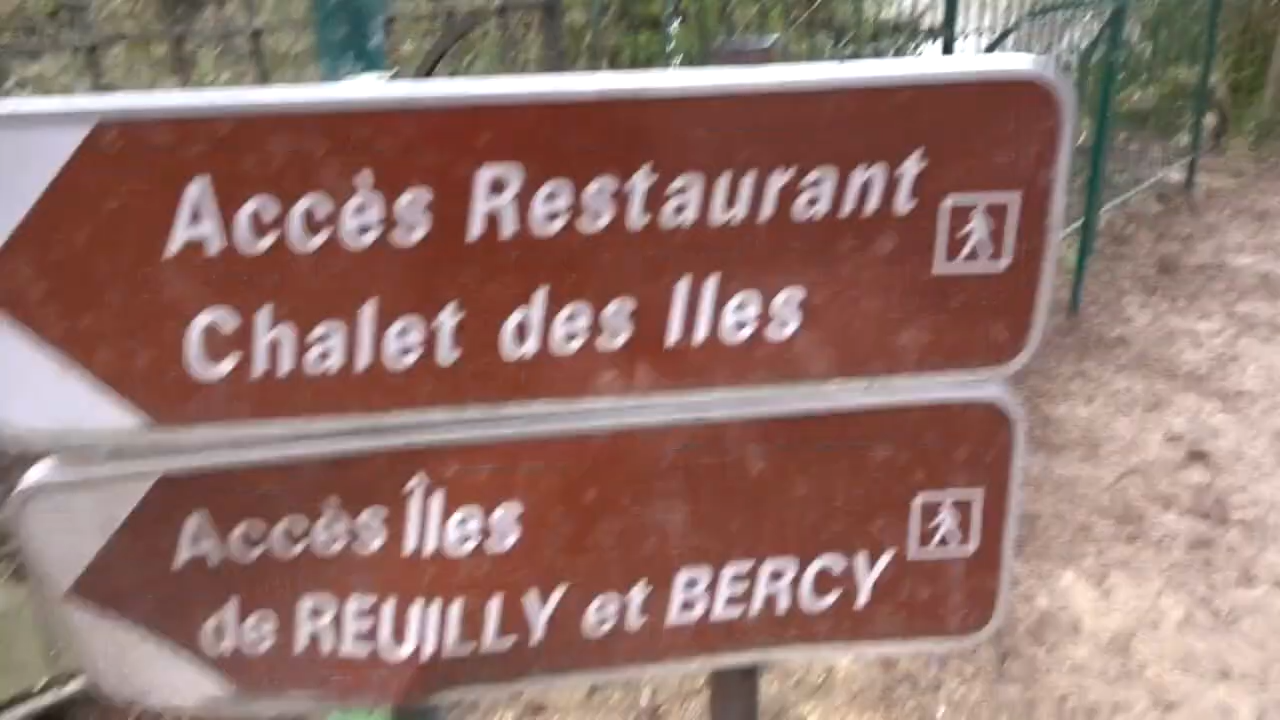 Accès Restaurant
Chalet des Iles
Accès Îles
de REUILLY et BERCY